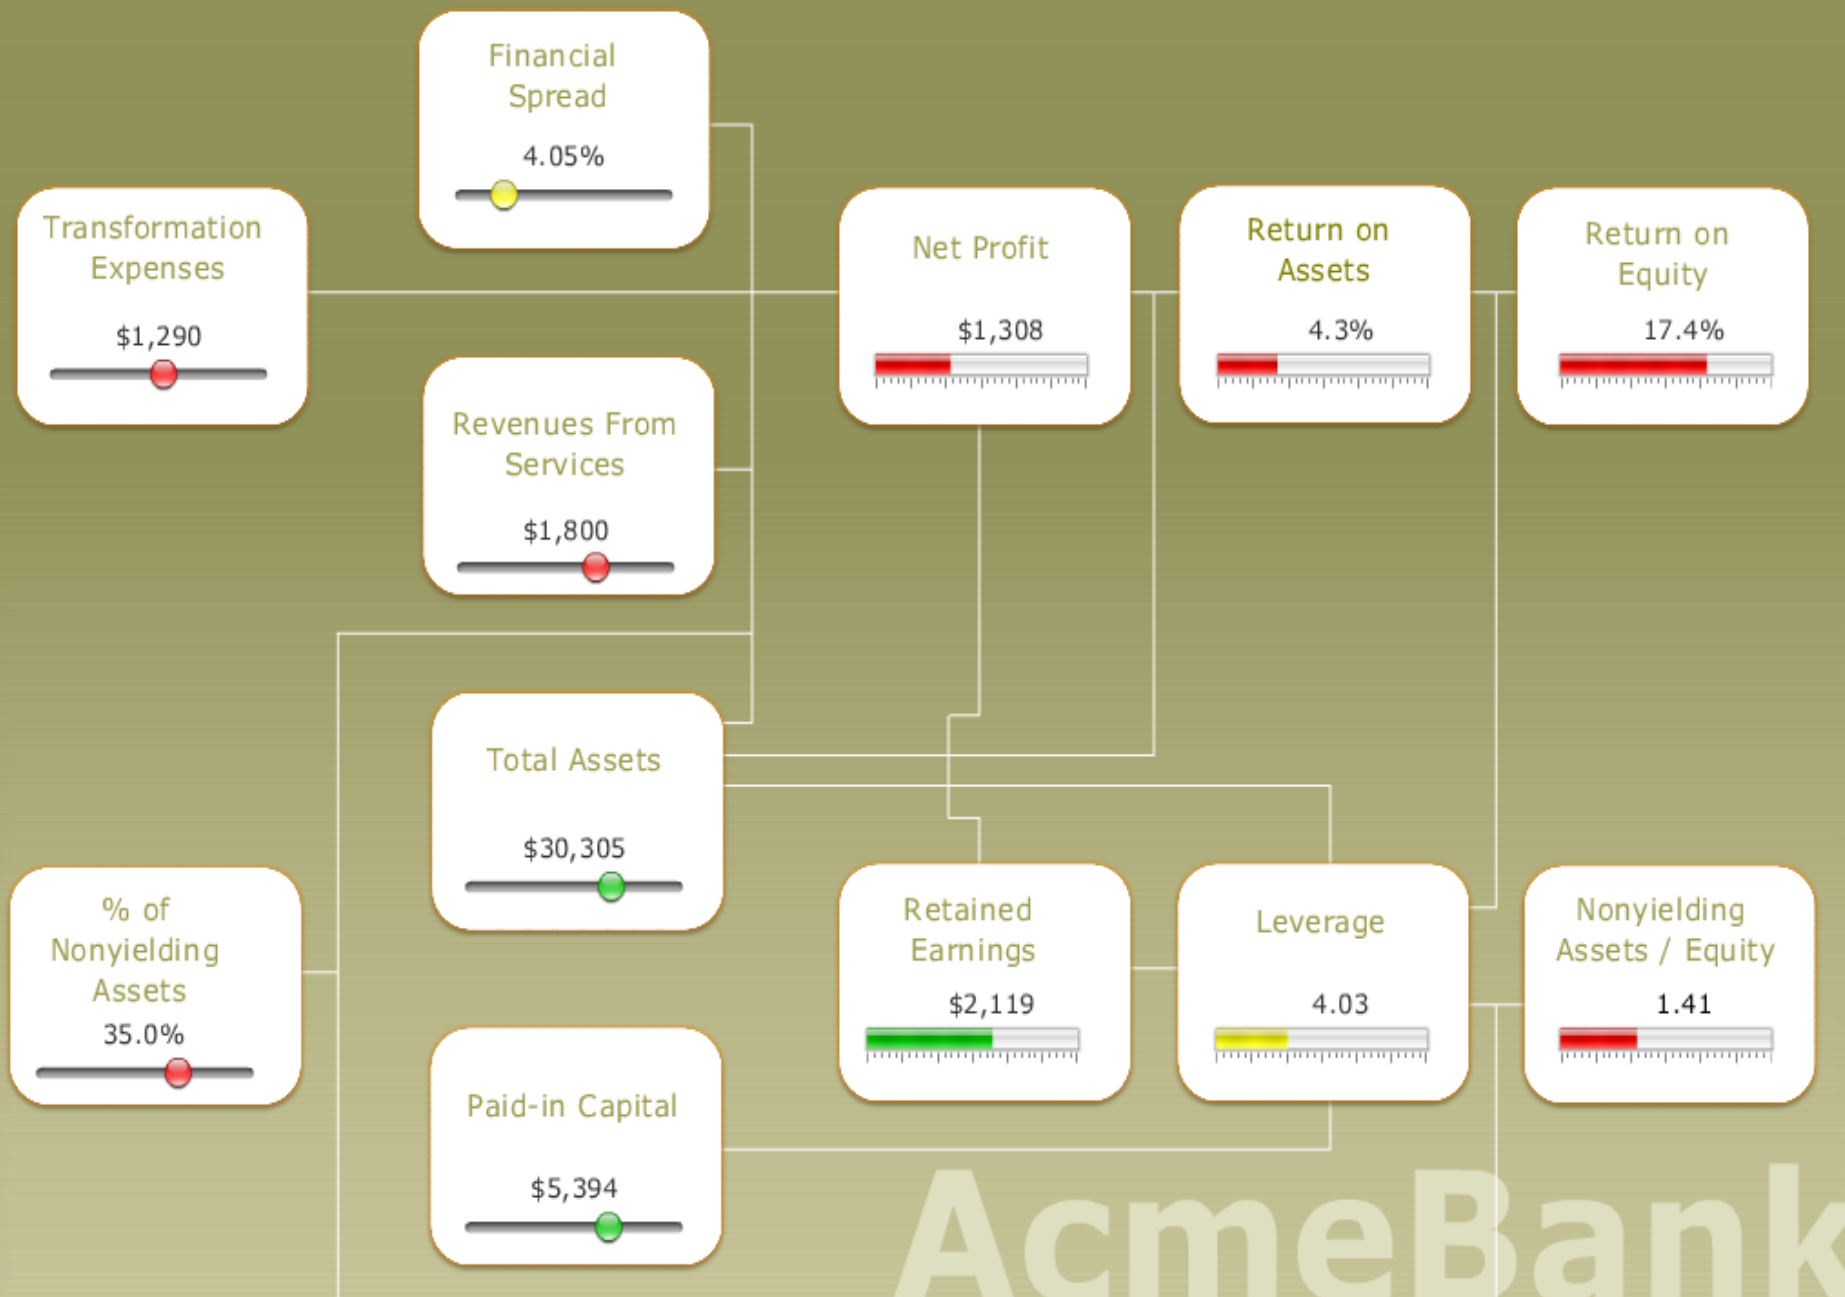 Financial
Spread
4.05%
Transformation
Expenses
$1,290
Revenues From
Services
$1,800
Net Profit
$1,308
Return on
Assets
4.3%
Return on
Equity
17.4%
Total Assets
$30,305
% of
Nonyielding
Assets
35.0%
Paid-in Capital
$5,394
Retained
Earnings
$2,119
Leverage
4.03
Nonyielding
Assets / Equity
1.41
AcmeBank